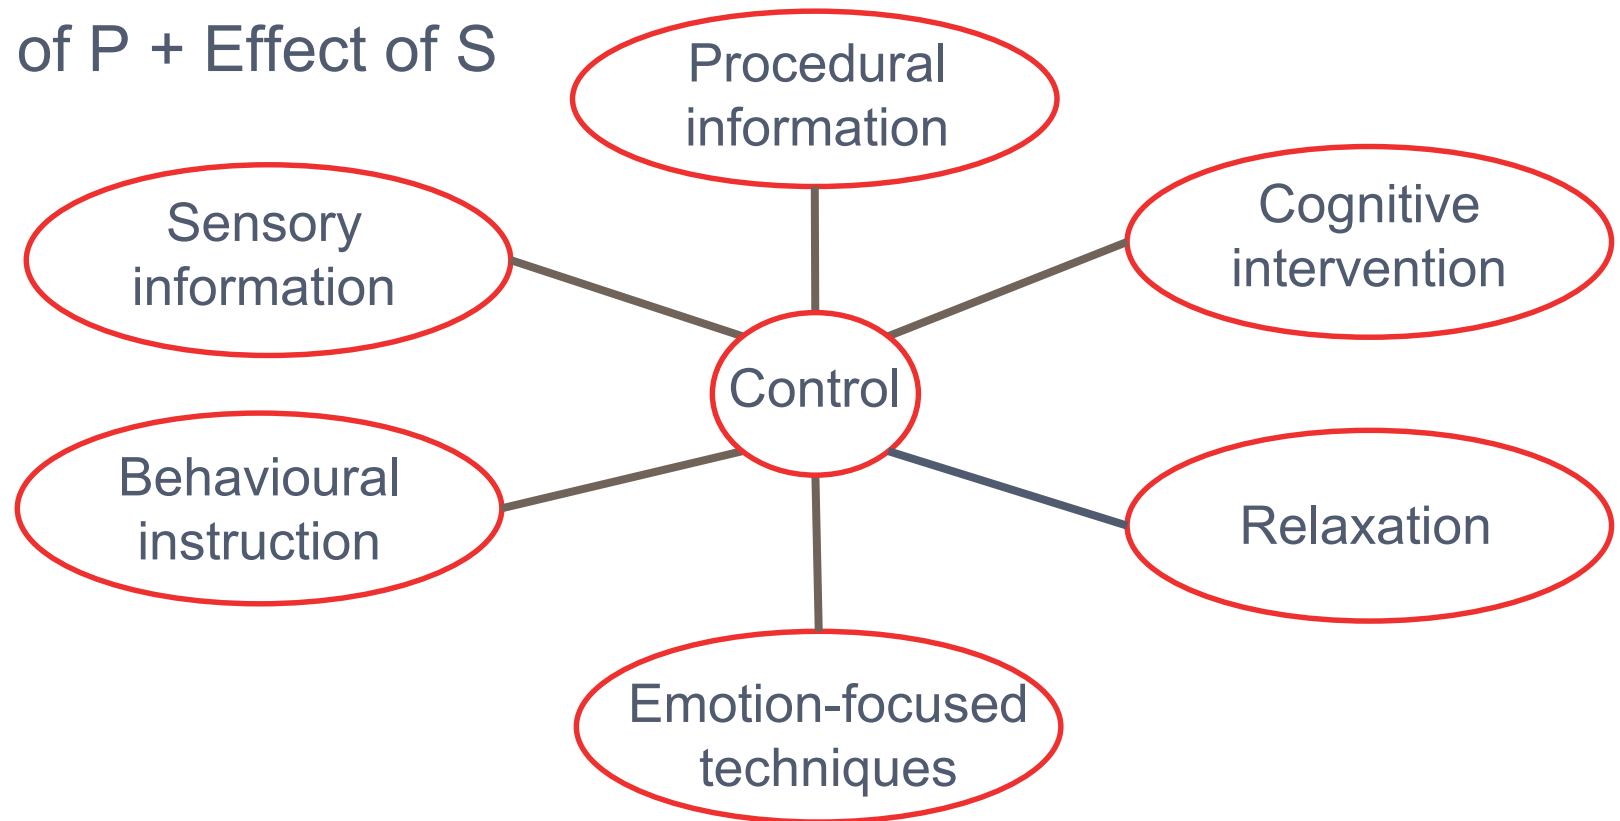 of P + Effect of S
Procedural
information
Cognitive
intervention
Sensory
information
Control
Behavioural
instruction
Relaxation
Emotion-focused
techniques